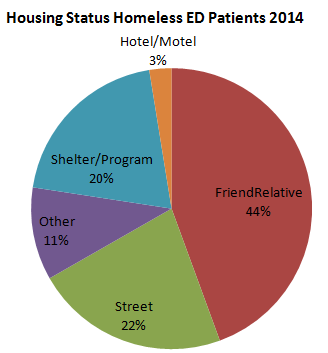 Housing Status Homeless ED Patients 2014
Hotel/Motel
3%
Shelter/Program
20%
FriendRelative
44%
Other
11%
Street
22%